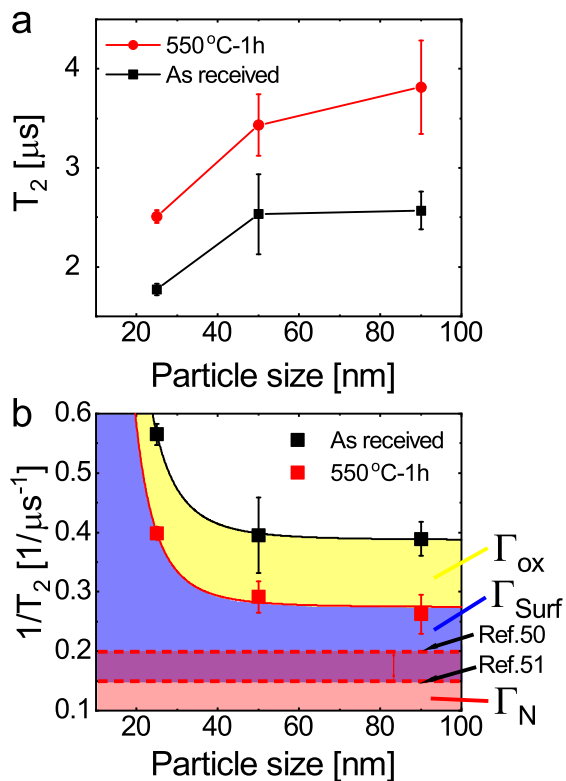 a
550°C-1h
As received
T₂ [μs]
4
3
2
20 40 60 80 100
Particle size [nm]
b
As received
550°C-1h
1/T₂ [1/μs⁻¹]
0.6
0.5
0.4
0.3
0.2
0.1
Γox
ΓSurf
Ref.50
Ref.51
ΓN
20 40 60 80 100
Particle size [nm]